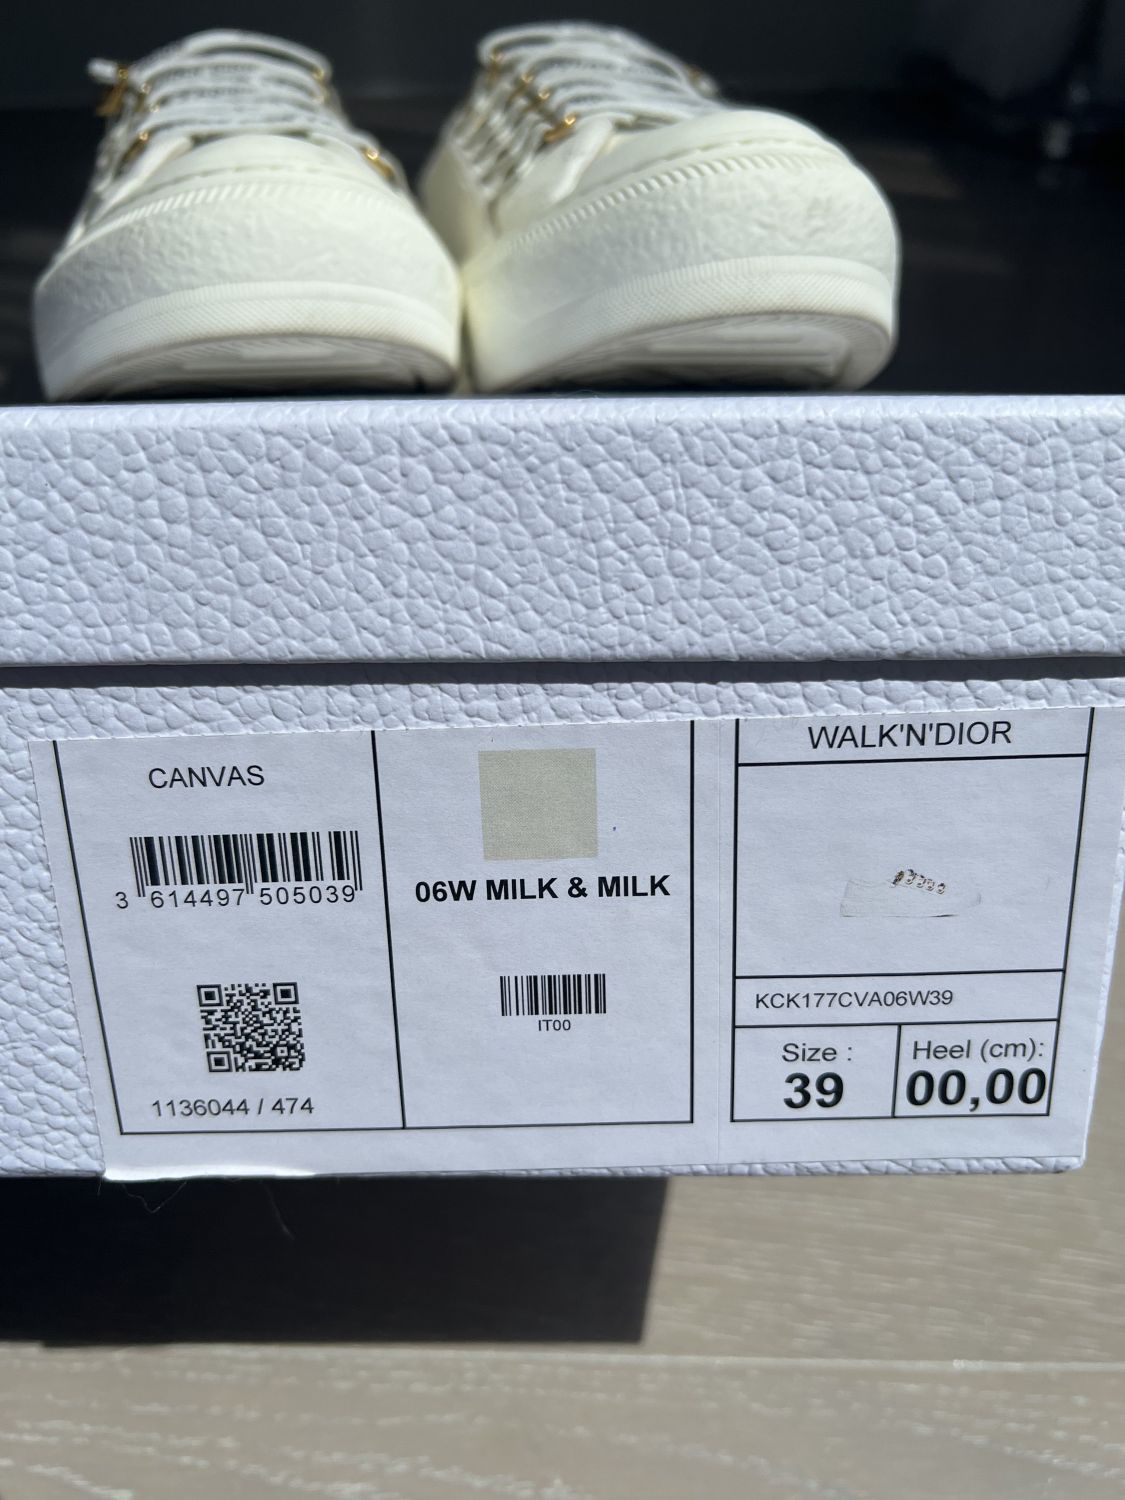 CANVAS
3 614497 505039
1136044 / 474
06W MILK & MILK
IT00
WALK'N'DIOR
KCK177CVA06W39
Size :
39
Heel (cm):
00,00